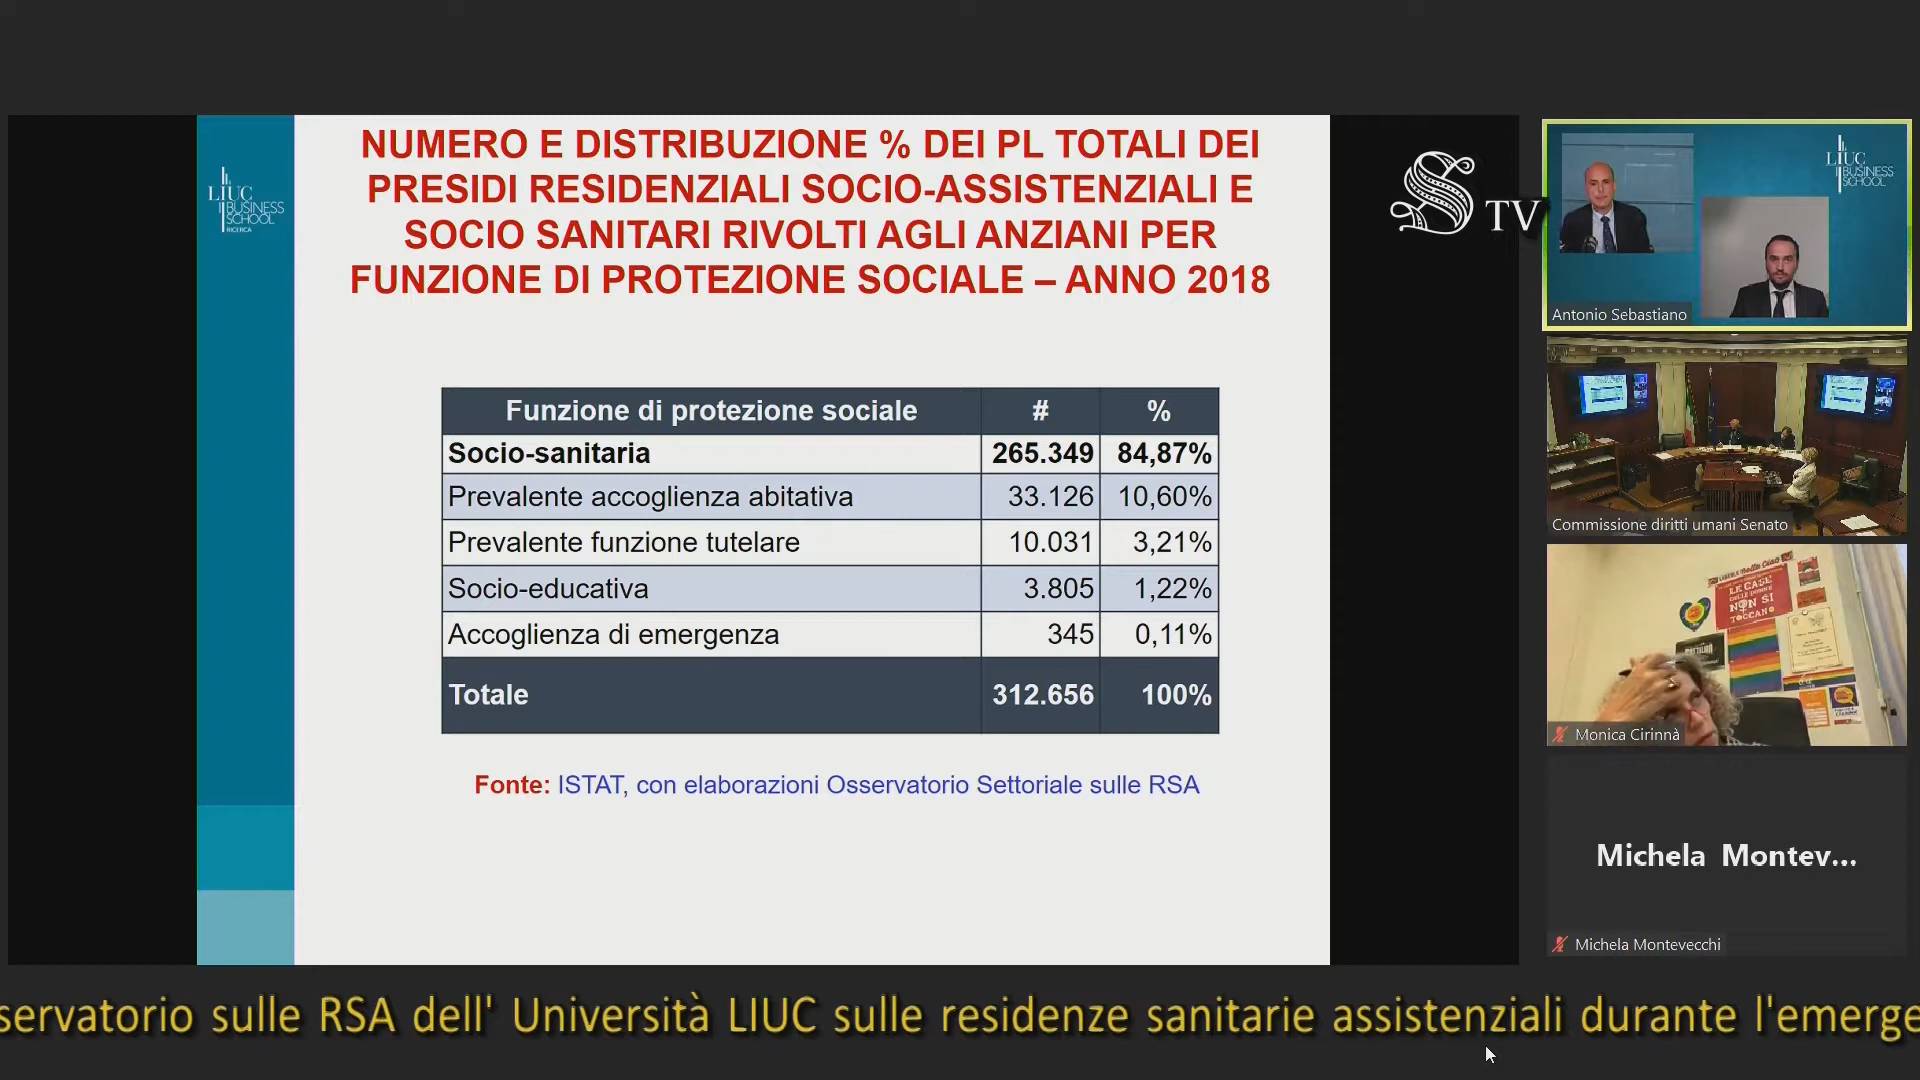 NUMERO E DISTRIBUZIONE % DEI PL TOTALI DEI
PRESIDI RESIDENZIALI SOCIO-ASSISTENZIALI E
SOCIO SANITARI RIVOLTI AGLI ANZIANI PER
FUNZIONE DI PROTEZIONE SOCIALE – ANNO 2018
LIUC
BUSINESS
SCHOOL
RICERCA
Funzione di protezione sociale # %
Socio-sanitaria 265.349 84,87%
Prevalente accoglienza abitativa 33.126 10,60%
Prevalente funzione tutelare 10.031 3,21%
Socio-educativa 3.805 1,22%
Accoglienza di emergenza 345 0,11%
Totale 312.656 100%
Fonte: ISTAT, con elaborazioni Osservatorio Settoriale sulle RSA
S TV
LIUC
BUSINESS
SCHOOL
Antonio Sebastiano
Commissione diritti umani Senato
LE CASE
DELLE DONNE
NON SI
TOCCANO
Monica Cirinnà
Michela Montev...
Michela Montevecchi
servatorio sulle RSA dell' Università LIUC sulle residenze sanitarie assistenziali durante l'emerge